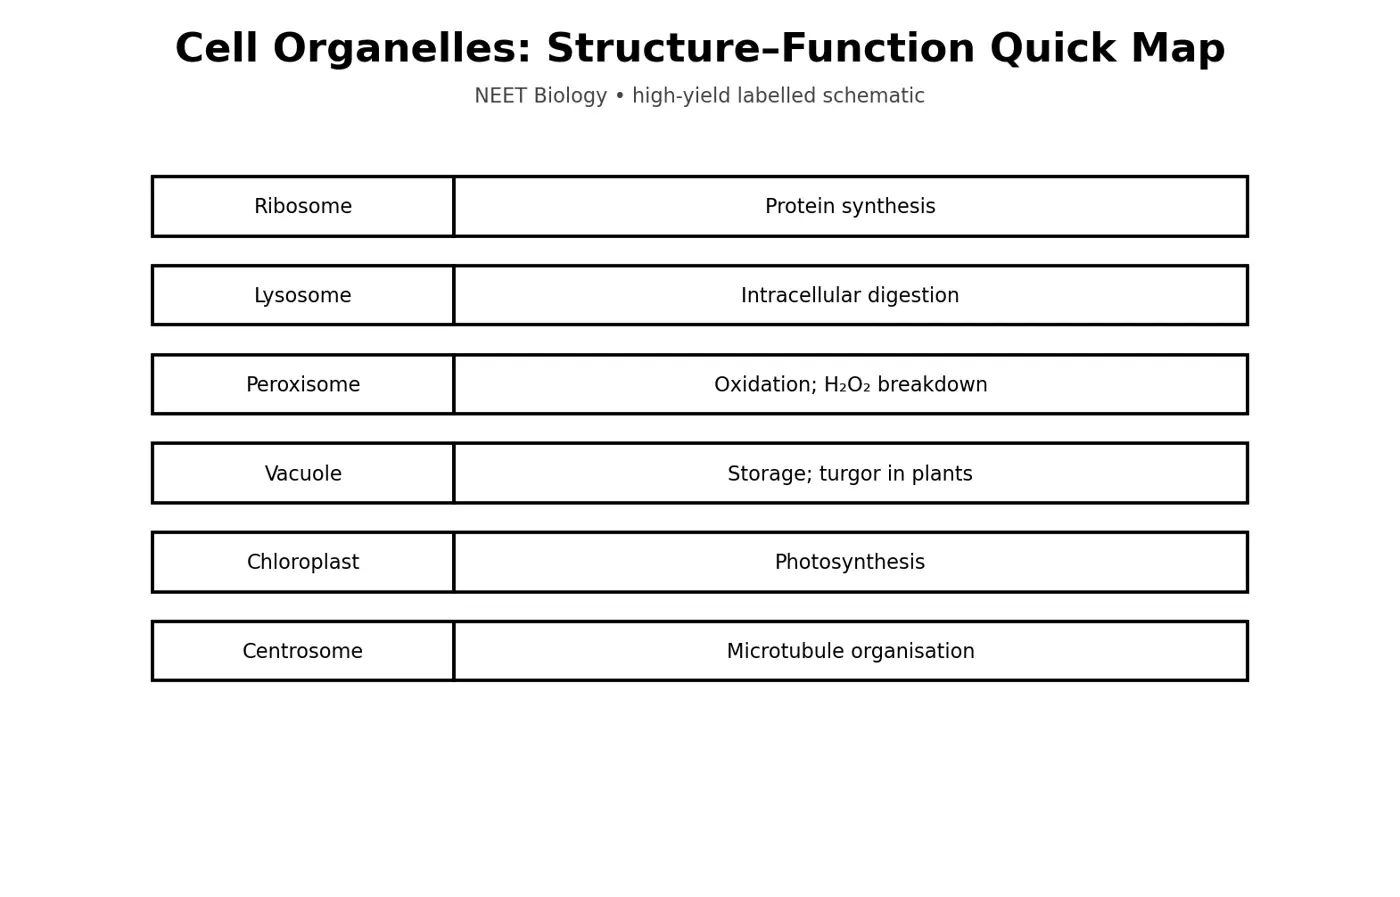 Cell Organelles: Structure–Function Quick Map
NEET Biology • high-yield labelled schematic
Ribosome Protein synthesis
Lysosome Intracellular digestion
Peroxisome Oxidation; H₂O₂ breakdown
Vacuole Storage; turgor in plants
Chloroplast Photosynthesis
Centrosome Microtubule organisation